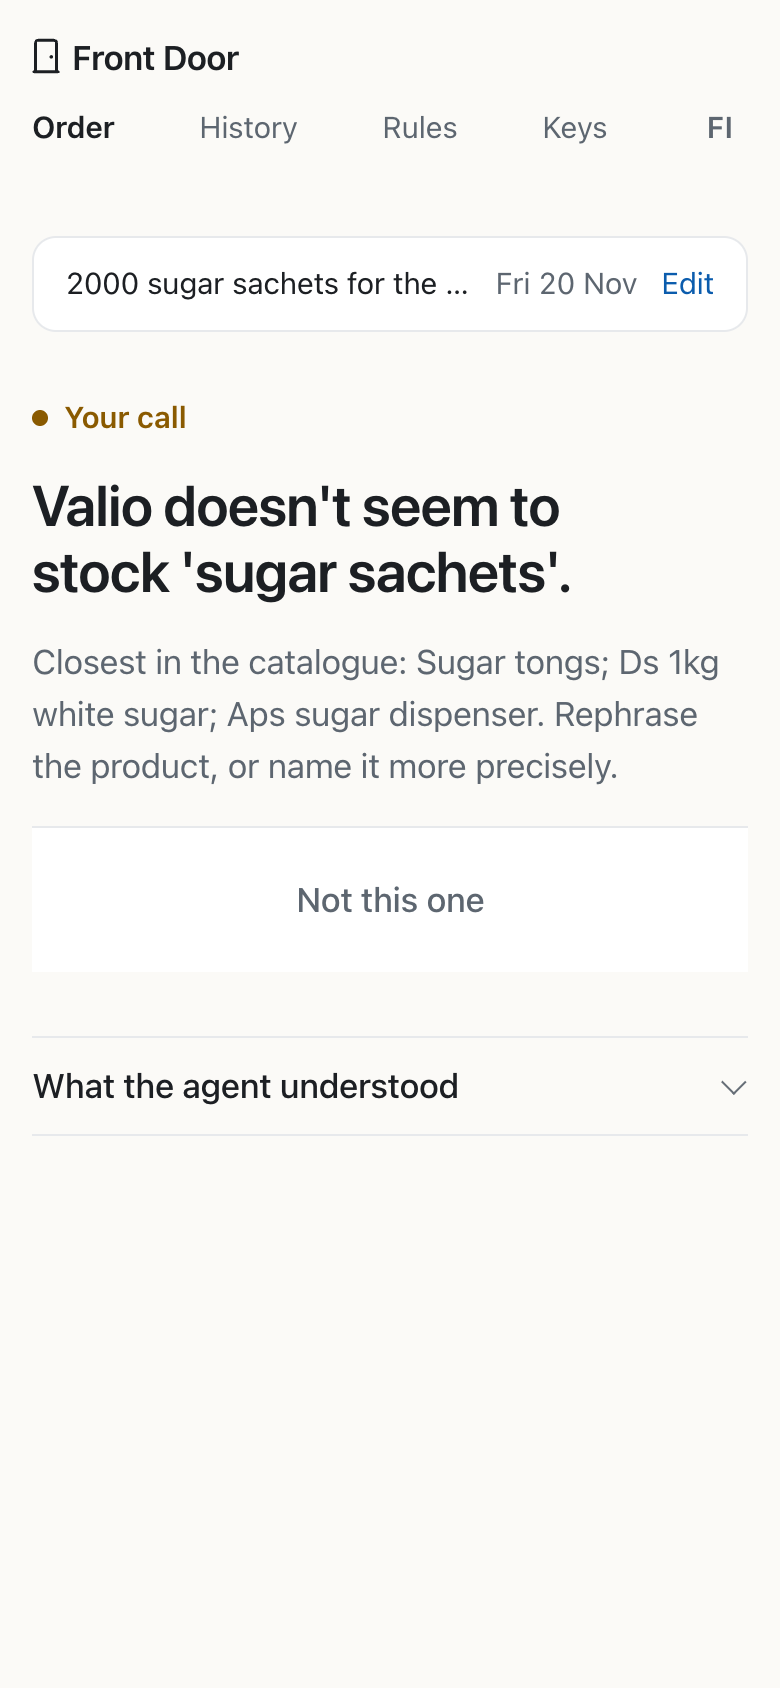 Front Door
Order History Rules Keys FI
2000 sugar sachets for the ... Fri 20 Nov Edit
Your call
Valio doesn't seem to
stock 'sugar sachets'.
Closest in the catalogue: Sugar tongs; Ds 1kg
white sugar; Aps sugar dispenser. Rephrase
the product, or name it more precisely.
Not this one
What the agent understood